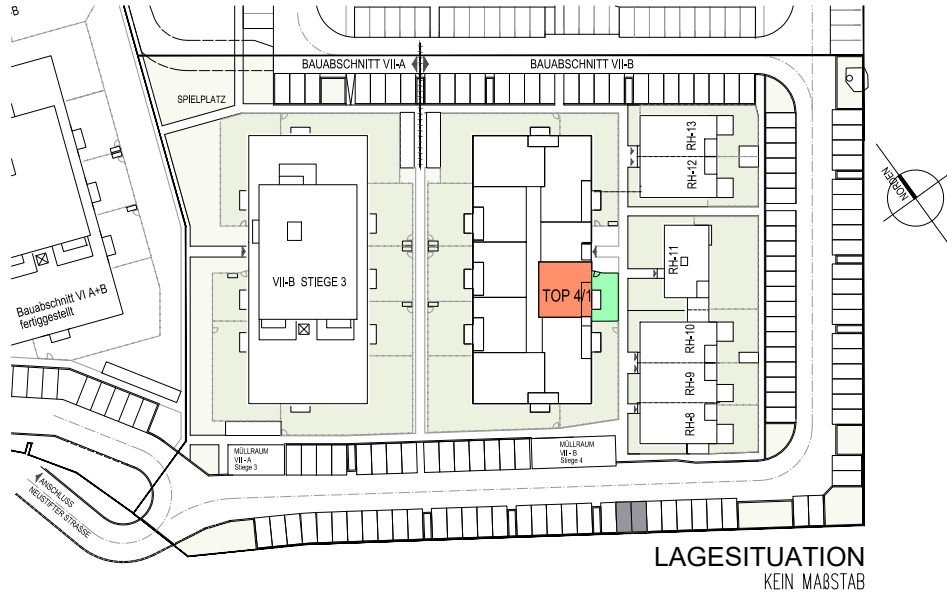 -B
BAUABSCHNITT VII-A
BAUABSCHNITT VII-B
SPIELPLATZ
RH-13
RH-12
NORDEN
RH-11
VII-B STIEGE 3
TOP 4/1
Bauabschnitt VI A+B
fertiggestellt
RH-10
RH-9
RH-8
MÜLLRAUM
VII - A
Stiege 3
MÜLLRAUM
VII - B
Stiege 4
ANSCHLUSS
NEUSTIFTER STRASSE
LAGESITUATION
KEIN MAßSTAB